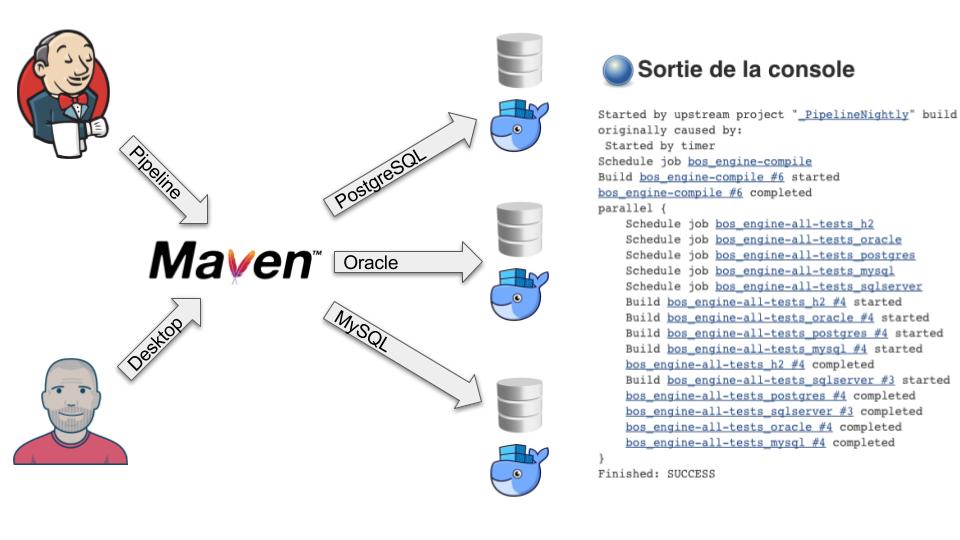 Pipeline
Maven™
Desktop
PostgreSQL
Oracle
MySQL
Sortie de la console
Started by upstream project "_PipelineNightly" build
originally caused by:
 Started by timer
Schedule job bos_engine-compile
Build bos_engine-compile #6 started
bos_engine-compile #6 completed
parallel {
    Schedule job bos_engine-all-tests_h2
    Schedule job bos_engine-all-tests_oracle
    Schedule job bos_engine-all-tests_postgres
    Schedule job bos_engine-all-tests_mysql
    Schedule job bos_engine-all-tests_sqlserver
    Build bos_engine-all-tests_h2 #4 started
    Build bos_engine-all-tests_oracle #4 started
    Build bos_engine-all-tests_postgres #4 started
    Build bos_engine-all-tests_mysql #4 started
    bos_engine-all-tests_h2 #4 completed
    Build bos_engine-all-tests_sqlserver #3 started
    bos_engine-all-tests_postgres #4 completed
    bos_engine-all-tests_sqlserver #3 completed
    bos_engine-all-tests_oracle #4 completed
    bos_engine-all-tests_mysql #4 completed
}
Finished: SUCCESS